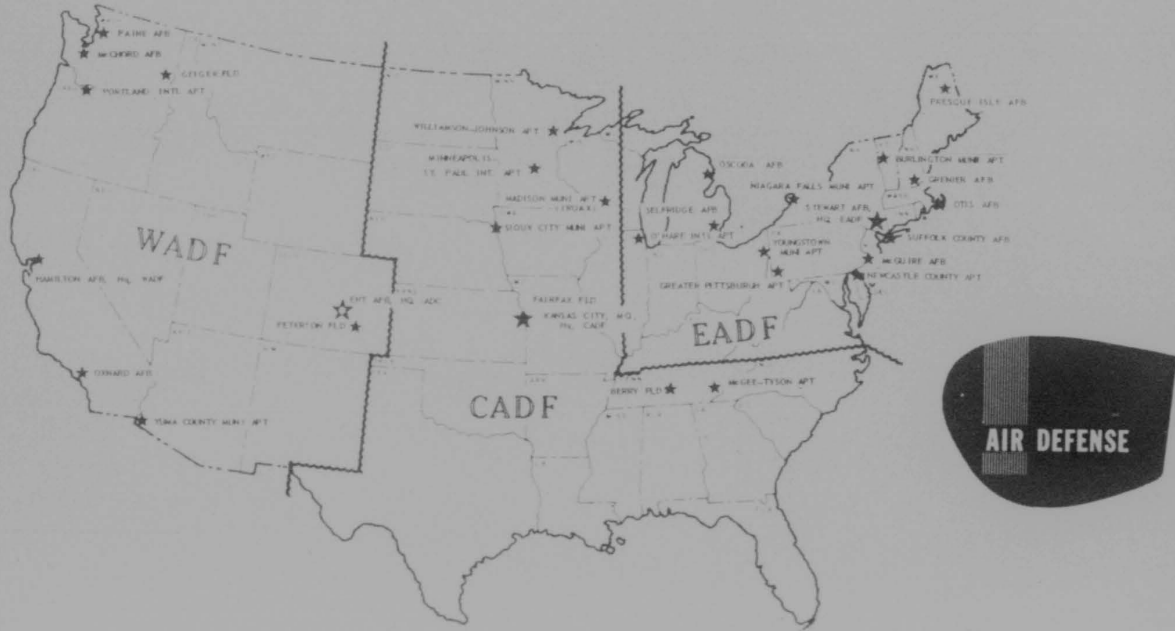 PAINE AFB
McCHORD AFB
GEIGER FLD
PORTLAND INTL APT
WADF
HAMILTON AFB, Hq. WADF
OXNARD AFB
YUMA COUNTY MUNI APT
ENT AFB, HQ. ADC
PETERSON FLD
WILLIAMSON-JOHNSON APT
MINNEAPOLIS-
ST. PAUL INT. APT
MADISON MUNI APT
(TRUAX)
SIOUX CITY MUNI APT
FAIRFAX FLD
KANSAS CITY, MO.
Hq. CADF
CADF
OSCODA AFB
SELFRIDGE AFB
O'HARE INTL APT
NIAGARA FALLS MUNI APT
STEWART AFB,
HQ. EADF
YOUNGSTOWN
MUNI APT
GREATER PITTSBURGH APT
EADF
BERRY FLD
McGEE-TYSON APT
PRESQUE ISLE AFB
BURLINGTON MUNI APT
GRENIER AFB
OTIS AFB
SUFFOLK COUNTY AFB
McGUIRE AFB
NEWCASTLE COUNTY APT
AIR DEFENSE